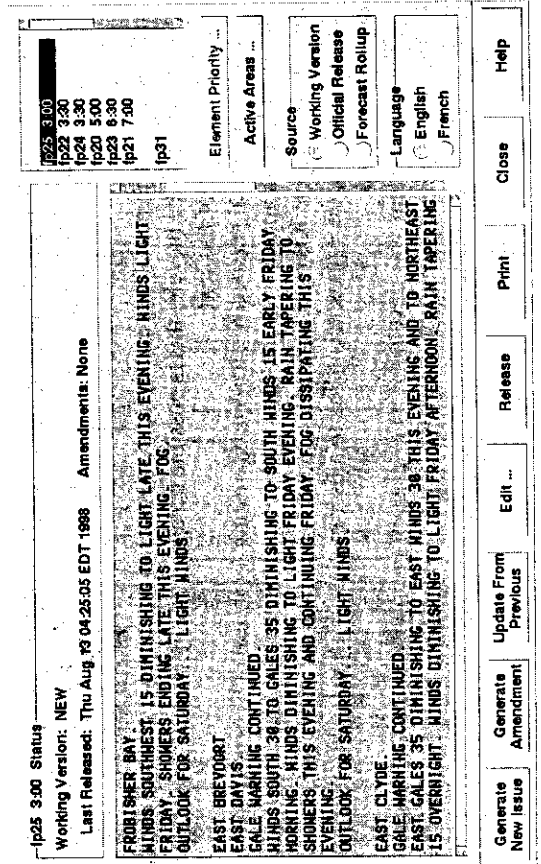 fp25 3:00 Status
Working Version: NEW
Last Released: Thu Aug 13 04:25:05 EDT 1998 Amendments: None
FROBISHER BAY.
WINDS SOUTHWEST 15 DIMINISHING TO LIGHT LATE THIS EVENING. WINDS LIGHT
FRIDAY. SHOWERS ENDING LATE THIS EVENING. FOG.
OUTLOOK FOR SATURDAY... LIGHT WINDS.
EAST BREVOORT
EAST DAVIS.
GALE WARNING CONTINUED.
WINDS SOUTH 30 TO GALES 35 DIMINISHING TO SOUTH WINDS 15 EARLY FRIDAY
MORNING. WINDS DIMINISHING TO LIGHT FRIDAY EVENING. RAIN TAPERING TO
SHOWERS THIS EVENING AND CONTINUING FRIDAY. FOG DISSIPATING THIS
EVENING.
OUTLOOK FOR SATURDAY... LIGHT WINDS.
EAST CLYDE.
GALE WARNING CONTINUED.
EAST GALES 35 DIMINISHING TO EAST WINDS 30 THIS EVENING AND TO NORTHEAST
15 OVERNIGHT. WINDS DIMINISHING TO LIGHT FRIDAY AFTERNOON. RAIN TAPERING
fp25 3:00
fp22 3:30
fp24 3:30
fp20 5:00
fp23 6:30
fp21 7:00
fp31
Element Priority ...
Active Areas ...
Source
Working Version
Official Release
Forecast Rollup
Language
English
French
Generate New Issue
Generate Amendment
Update From Previous
Edit ...
Release
Print
Close
Help